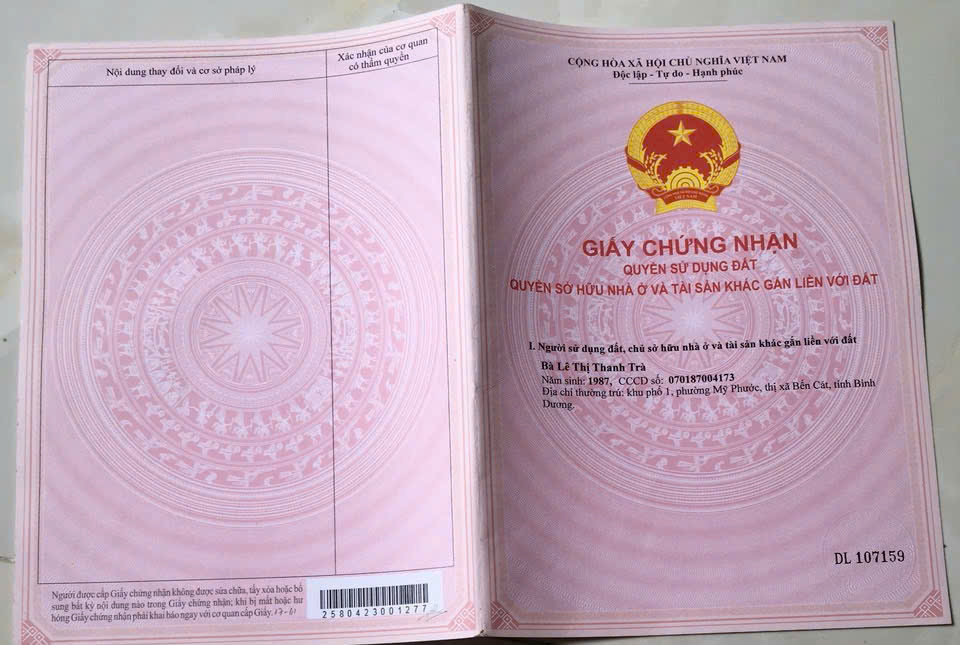 Nội dung thay đổi và cơ sở pháp lý
Xác nhận của cơ quan
có thẩm quyền
Người được cấp Giấy chứng nhận không được sửa chữa, tẩy xóa hoặc bổ
sung bất kỳ nội dung nào trong Giấy chứng nhận; khi bị mất hoặc hư
hỏng Giấy chứng nhận phải khai báo ngay với cơ quan cấp Giấy.
2580423001277
CỘNG HÒA XÃ HỘI CHỦ NGHĨA VIỆT NAM
Độc lập - Tự do - Hạnh phúc
VIỆT NAM
GIẤY CHỨNG NHẬN
QUYỀN SỬ DỤNG ĐẤT
QUYỀN SỞ HỮU NHÀ Ở VÀ TÀI SẢN KHÁC GẮN LIỀN VỚI ĐẤT
I. Người sử dụng đất, chủ sở hữu nhà ở và tài sản khác gắn liền với đất
Bà Lê Thị Thanh Trà
Năm sinh: 1987, CCCD số: 070187004173
Địa chỉ thường trú: khu phố 1, phường Mỹ Phước, thị xã Bến Cát, tỉnh Bình
Dương.
DL 107159